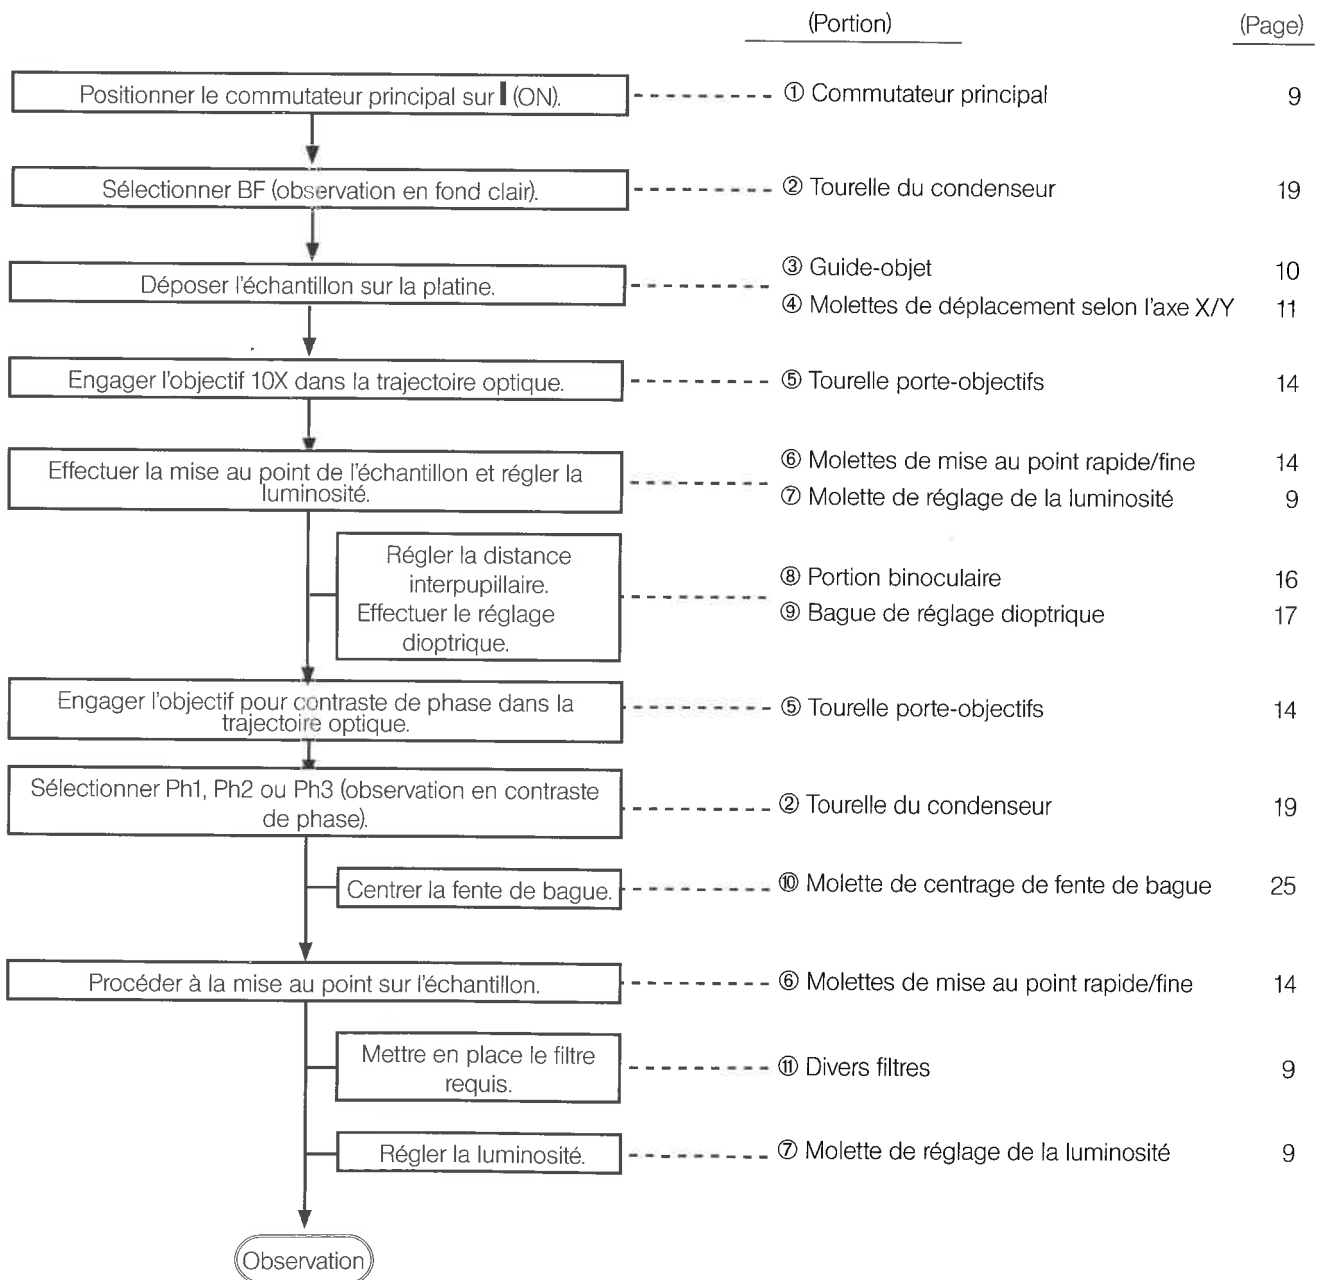 (Portion) (Page)
Positionner le commutateur principal sur I (ON). ① Commutateur principal 9
Sélectionner BF (observation en fond clair). ② Tourelle du condenseur 19
Déposer l'échantillon sur la platine.
③ Guide-objet 10
④ Molettes de déplacement selon l'axe X/Y 11
Engager l'objectif 10X dans la trajectoire optique. ⑤ Tourelle porte-objectifs 14
Effectuer la mise au point de l'échantillon et régler la
luminosité.
⑥ Molettes de mise au point rapide/fine 14
⑦ Molette de réglage de la luminosité 9
Régler la distance
interpupillaire.
Effectuer le réglage
dioptrique.
⑧ Portion binoculaire 16
⑨ Bague de réglage dioptrique 17
Engager l'objectif pour contraste de phase dans la
trajectoire optique.
⑤ Tourelle porte-objectifs 14
Sélectionner Ph1, Ph2 ou Ph3 (observation en contraste
de phase).
② Tourelle du condenseur 19
Centrer la fente de bague. ⑩ Molette de centrage de fente de bague 25
Procéder à la mise au point sur l'échantillon. ⑥ Molettes de mise au point rapide/fine 14
Mettre en place le filtre
requis.
⑪ Divers filtres 9
Régler la luminosité. ⑦ Molette de réglage de la luminosité 9
Observation